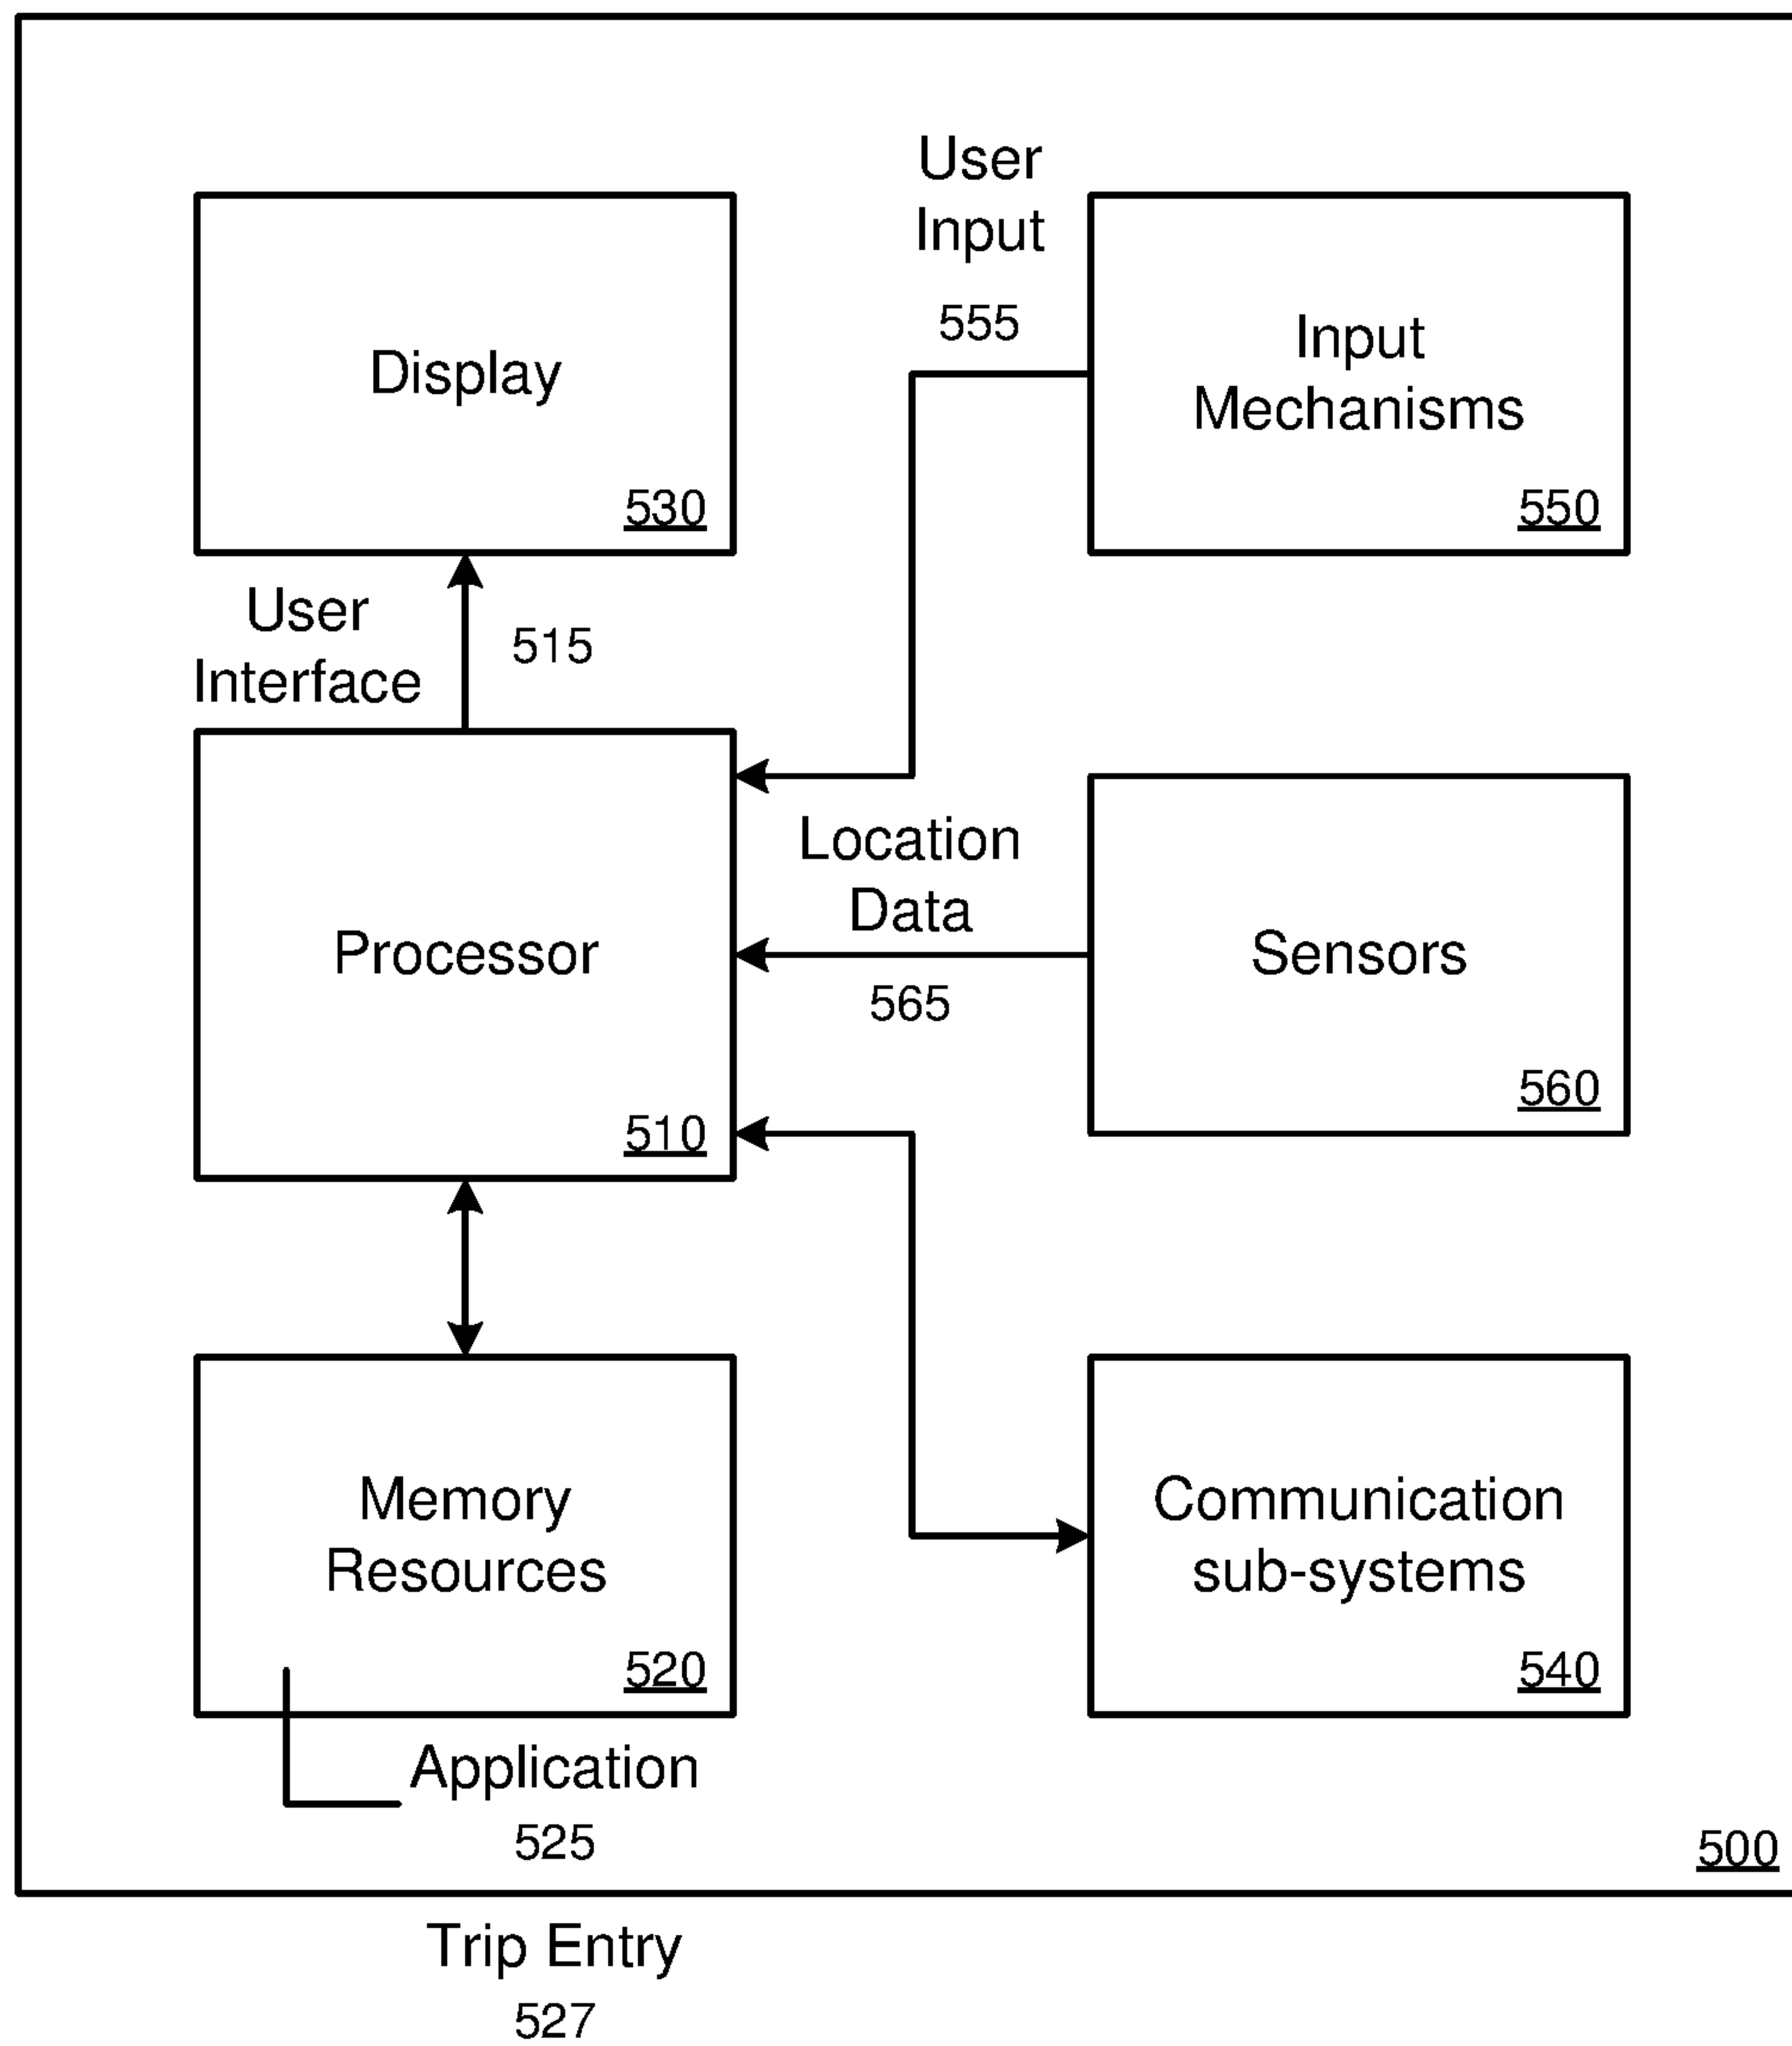 User
Input
555
Display
530
Input
Mechanisms
550
User
Interface
515
Location
Data
565
Processor
510
Sensors
560
Memory
Resources
520
Communication
sub-systems
540
Application
525
500
Trip Entry
527